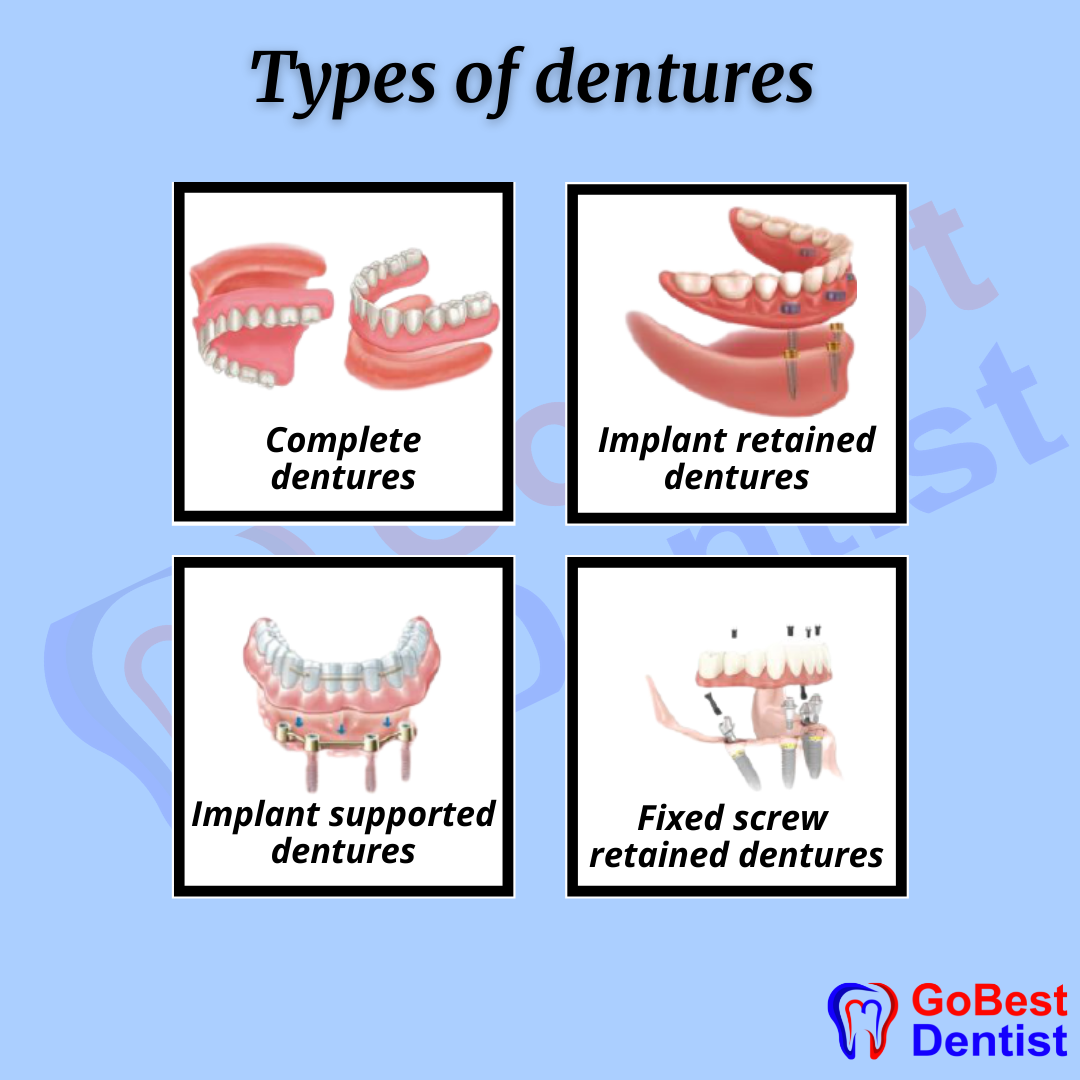 Types of dentures
Complete
dentures
Implant retained
dentures
Implant supported
dentures
Fixed screw
retained dentures
GoBest
Dentist